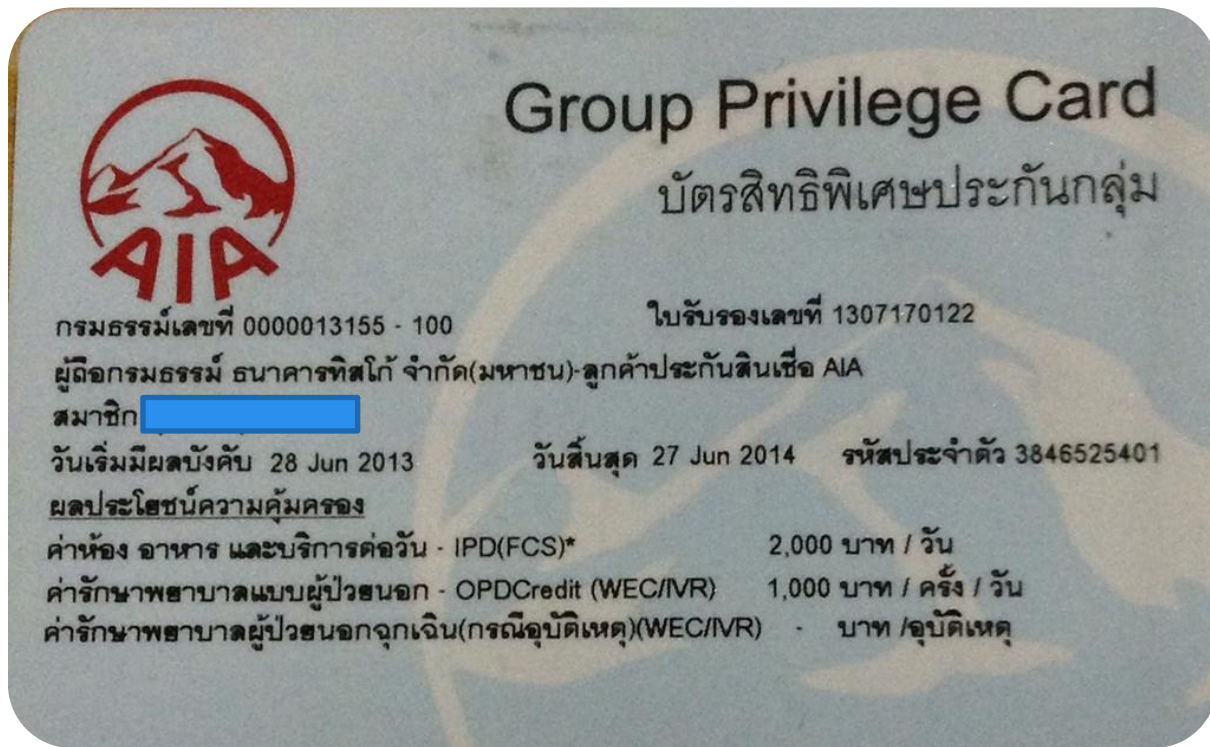 Group Privilege Card
บัตรสิทธิพิเศษประกันกลุ่ม
AIA
กรมธรรม์เลขที่ 0000013155 - 100 ใบรับรองเลขที่ 1307170122
ผู้ถือกรมธรรม์ ธนาคารทิสโก้ จำกัด(มหาชน)-ลูกค้าประกันสินเชื่อ AIA
สมาชิก
วันเริ่มมีผลบังคับ 28 Jun 2013 วันสิ้นสุด 27 Jun 2014 รหัสประจำตัว 3846525401
ผลประโยชน์ความคุ้มครอง
ค่าห้อง อาหาร และบริการต่อวัน - IPD(FCS)* 2,000 บาท / วัน
ค่ารักษาพยาบาลแบบผู้ป่วยนอก - OPDCredit (WEC/IVR) 1,000 บาท / ครั้ง / วัน
ค่ารักษาพยาบาลผู้ป่วยนอกฉุกเฉิน(กรณีอุบัติเหตุ)(WEC/IVR) - บาท /อุบัติเหตุ